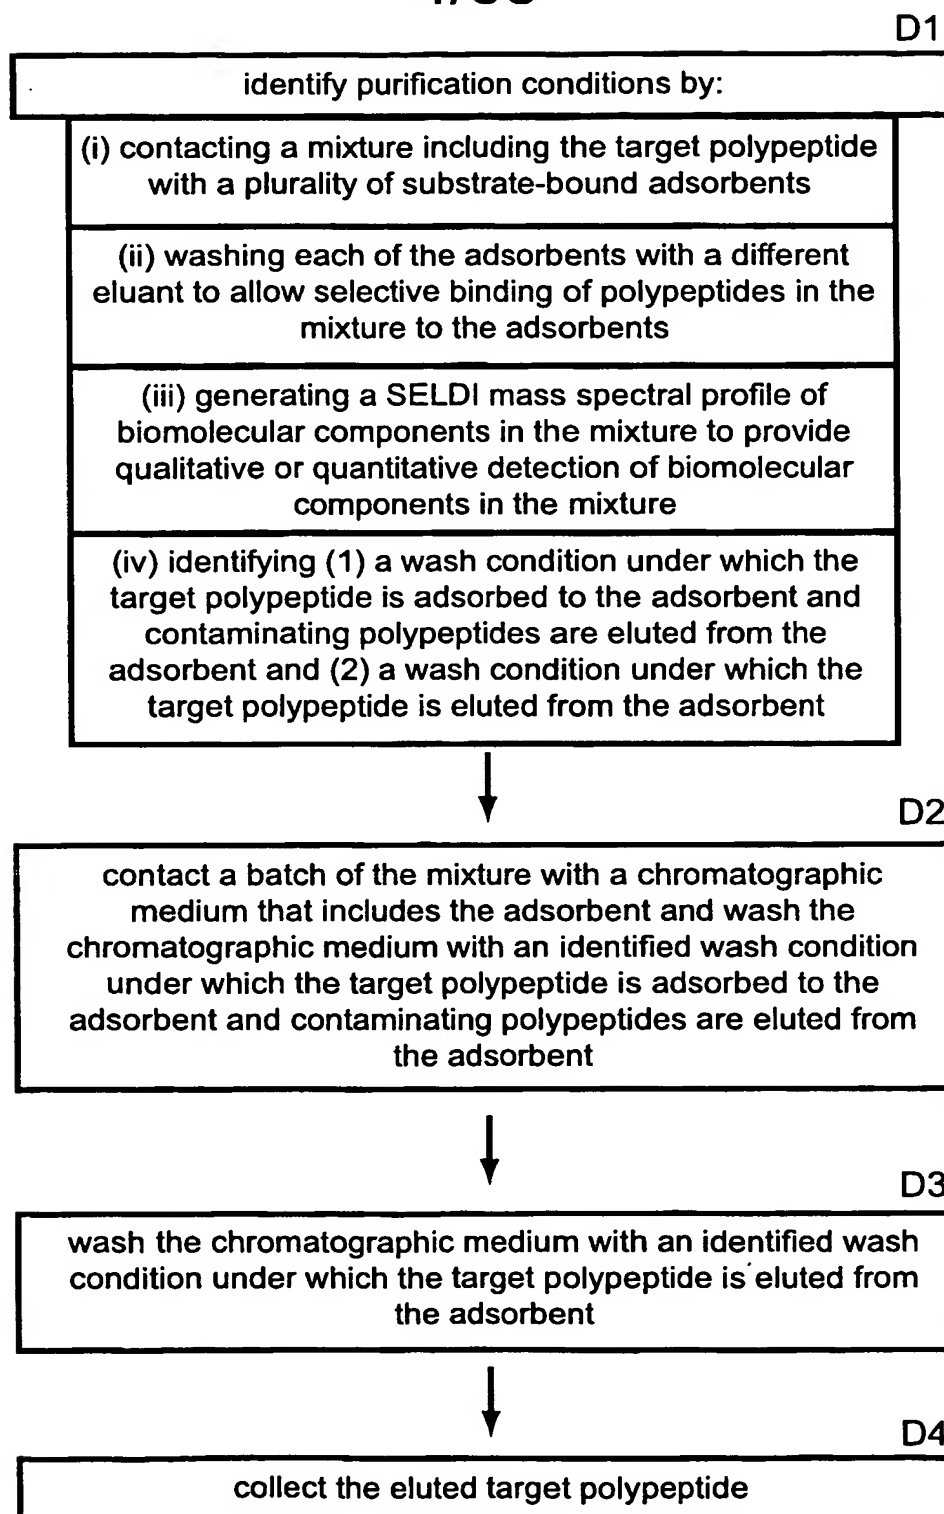 D1
identify purification conditions by:
(i) contacting a mixture including the target polypeptide
with a plurality of substrate-bound adsorbents
(ii) washing each of the adsorbents with a different
eluant to allow selective binding of polypeptides in the
mixture to the adsorbents
(iii) generating a SELDI mass spectral profile of
biomolecular components in the mixture to provide
qualitative or quantitative detection of biomolecular
components in the mixture
(iv) identifying (1) a wash condition under which the
target polypeptide is adsorbed to the adsorbent and
contaminating polypeptides are eluted from the
adsorbent and (2) a wash condition under which the
target polypeptide is eluted from the adsorbent
D2
contact a batch of the mixture with a chromatographic
medium that includes the adsorbent and wash the
chromatographic medium with an identified wash condition
under which the target polypeptide is adsorbed to the
adsorbent and contaminating polypeptides are eluted from
the adsorbent
D3
wash the chromatographic medium with an identified wash
condition under which the target polypeptide is eluted from
the adsorbent
D4
collect the eluted target polypeptide